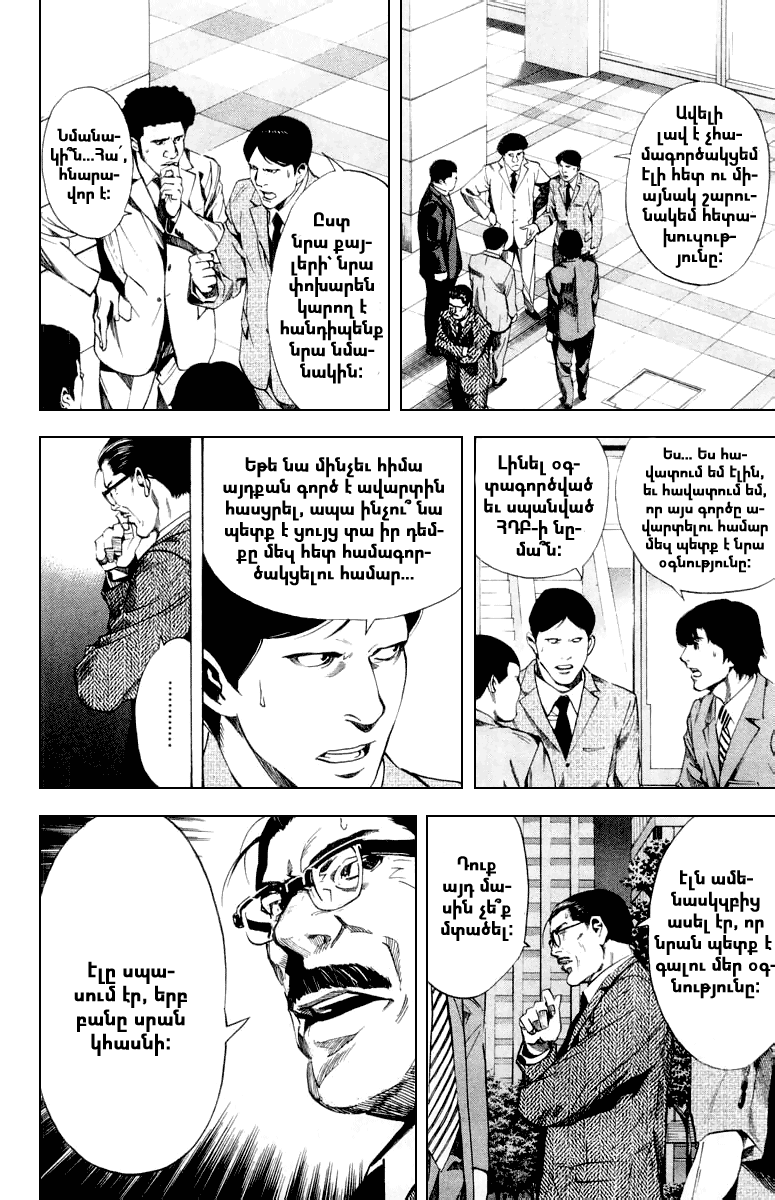 Ավելի
լավ է չհա-
մագործակցեմ
էլի հետ ու մի-
այնակ շարու-
նակեմ հետա-
խուզութ-
յունը:
Ըստ
նրա քայ-
լերի՝ նրա
փոխարեն
կարող է
հանդիպենք
նրա նմա-
նակին:
Նմանա-
կի՞ն...Հա՛,
հնարա-
վոր է:
Ես... Ես հա-
վատում եմ էլին,
եւ հավատում եմ,
որ այս գործը ա-
վարտելու համար
մեզ պետք է նրա
օգնությունը:
Լինել օգ-
տագործված
եւ սպանված
ՀԴԲ-ի նը-
մա՞ն:
Եթե նա մինչեւ հիմա
այդքան գործ է ավարտին
հասցրել, ապա ինչու՞ նա
պետք է ցույց տա իր դեմ-
քը մեզ հետ համագոր-
ծակցելու համար...
..........
էլն ամե-
նասկզբից
ասել էր, որ
նրան պետք է
գալու մեր օգ-
նությունը:
Դուք
այդ մա-
սին չե՞ք
մտածել:
էլը սպա-
սում էր, երբ
բանը սրան
կհասնի: